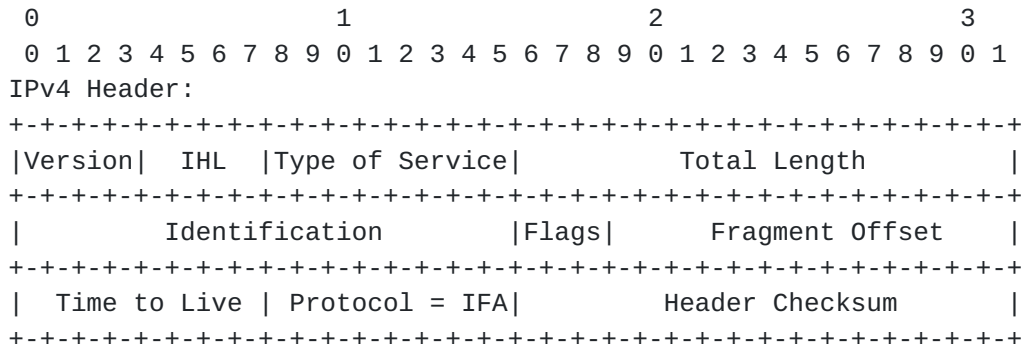 0                   1                   2                   3
 0 1 2 3 4 5 6 7 8 9 0 1 2 3 4 5 6 7 8 9 0 1 2 3 4 5 6 7 8 9 0 1
IPv4 Header:
+-+-+-+-+-+-+-+-+-+-+-+-+-+-+-+-+-+-+-+-+-+-+-+-+-+-+-+-+-+-+-+-+
|Version|  IHL  |Type of Service|          Total Length         |
+-+-+-+-+-+-+-+-+-+-+-+-+-+-+-+-+-+-+-+-+-+-+-+-+-+-+-+-+-+-+-+-+
|         Identification        |Flags|      Fragment Offset    |
+-+-+-+-+-+-+-+-+-+-+-+-+-+-+-+-+-+-+-+-+-+-+-+-+-+-+-+-+-+-+-+-+
|  Time to Live | Protocol = IFA|         Header Checksum       |
+-+-+-+-+-+-+-+-+-+-+-+-+-+-+-+-+-+-+-+-+-+-+-+-+-+-+-+-+-+-+-+-+